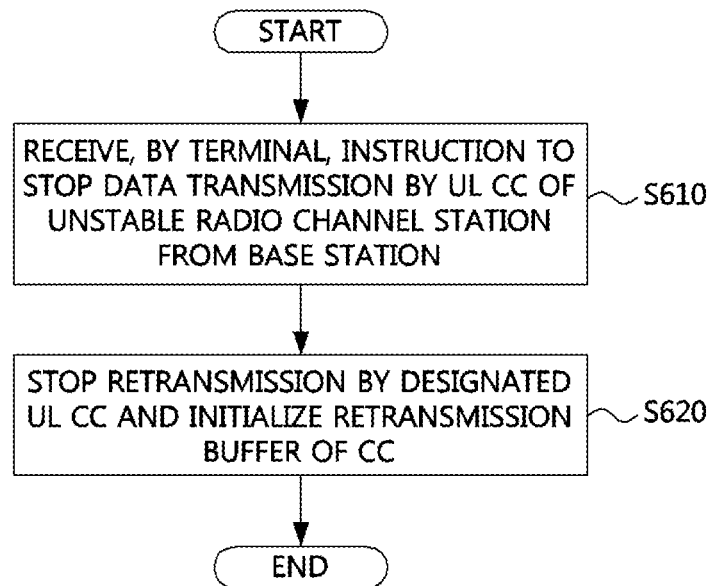 START
RECEIVE, BY TERMINAL, INSTRUCTION TO
STOP DATA TRANSMISSION BY UL CC OF
UNSTABLE RADIO CHANNEL STATION
FROM BASE STATION
S610
STOP RETRANSMISSION BY DESIGNATED
UL CC AND INITIALIZE RETRANSMISSION
BUFFER OF CC
S620
END